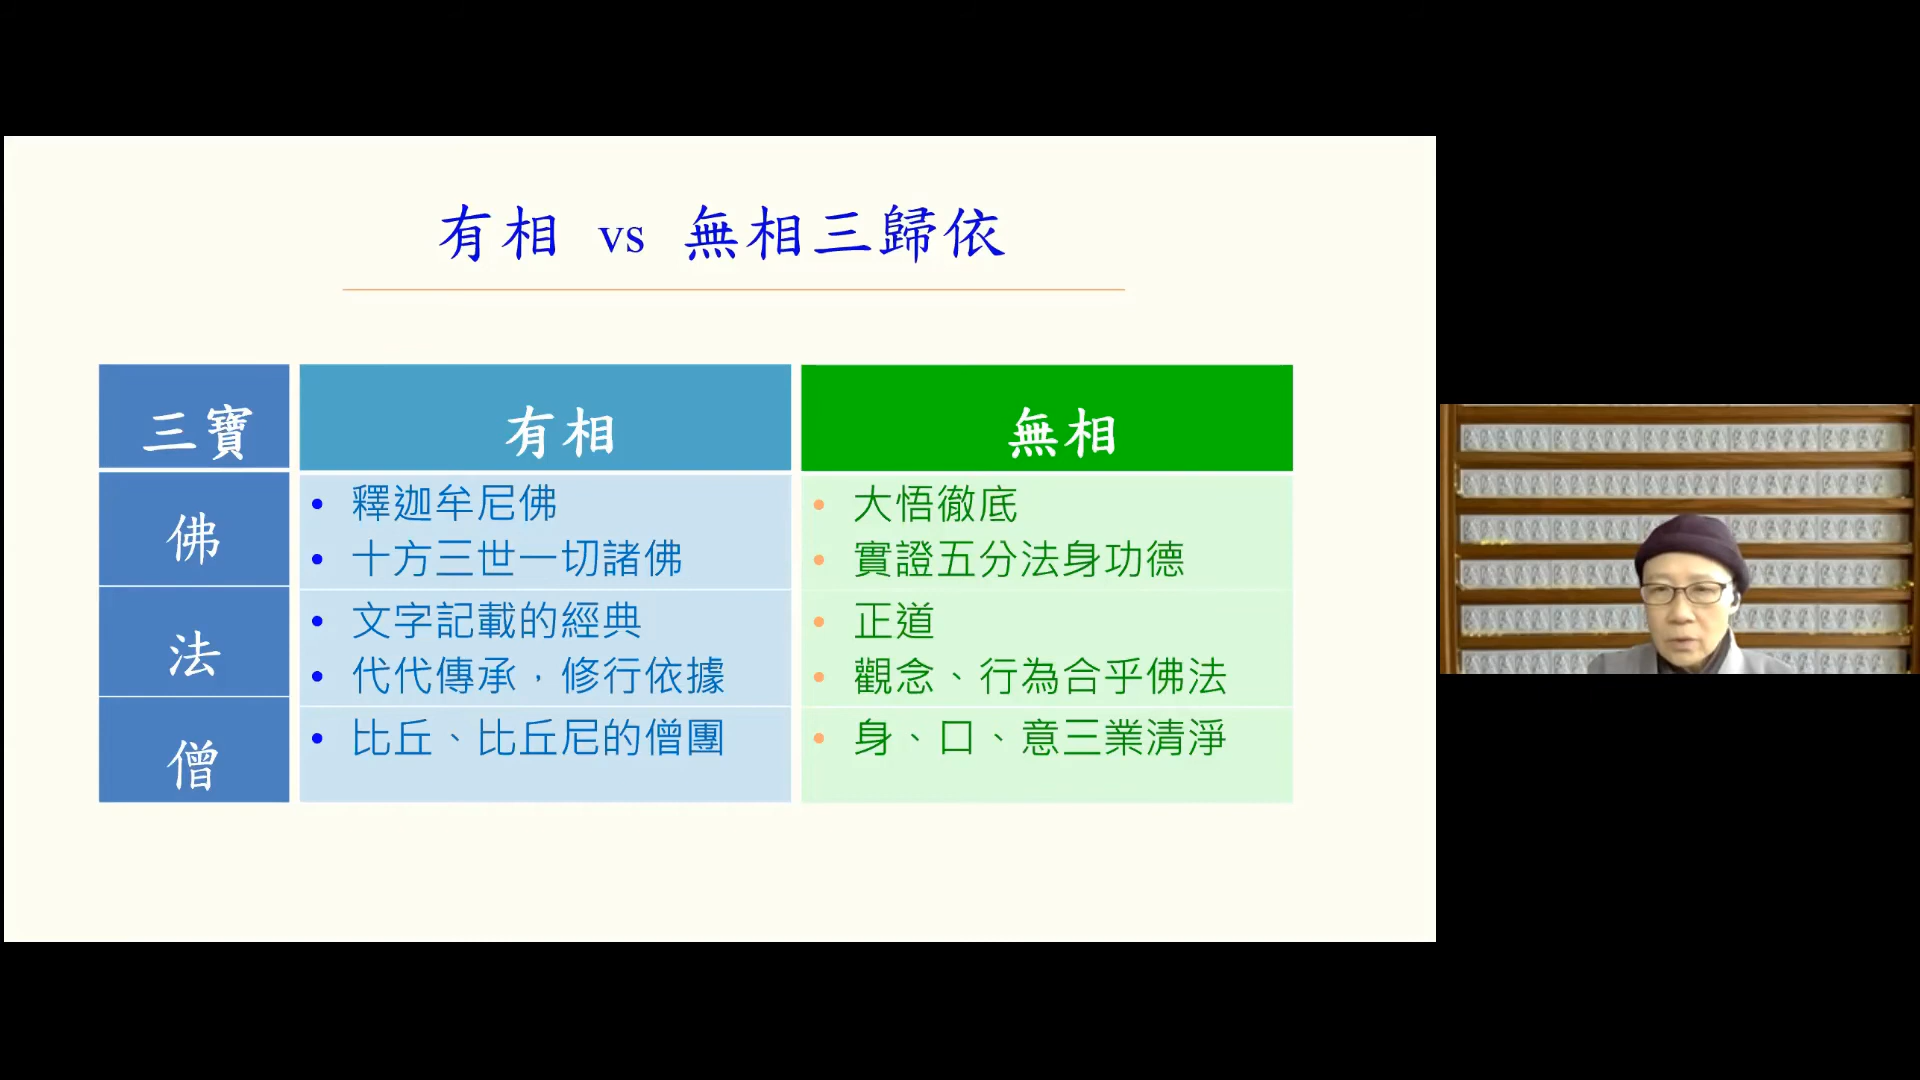 有相 vs 無相三歸依
三寶 有相 無相
佛
• 釋迦牟尼佛
• 十方三世一切諸佛
• 大悟徹底
• 實證五分法身功德
法
• 文字記載的經典
• 代代傳承，修行依據
• 正道
• 觀念、行為合乎佛法
僧
• 比丘、比丘尼的僧團
• 身、口、意三業清淨